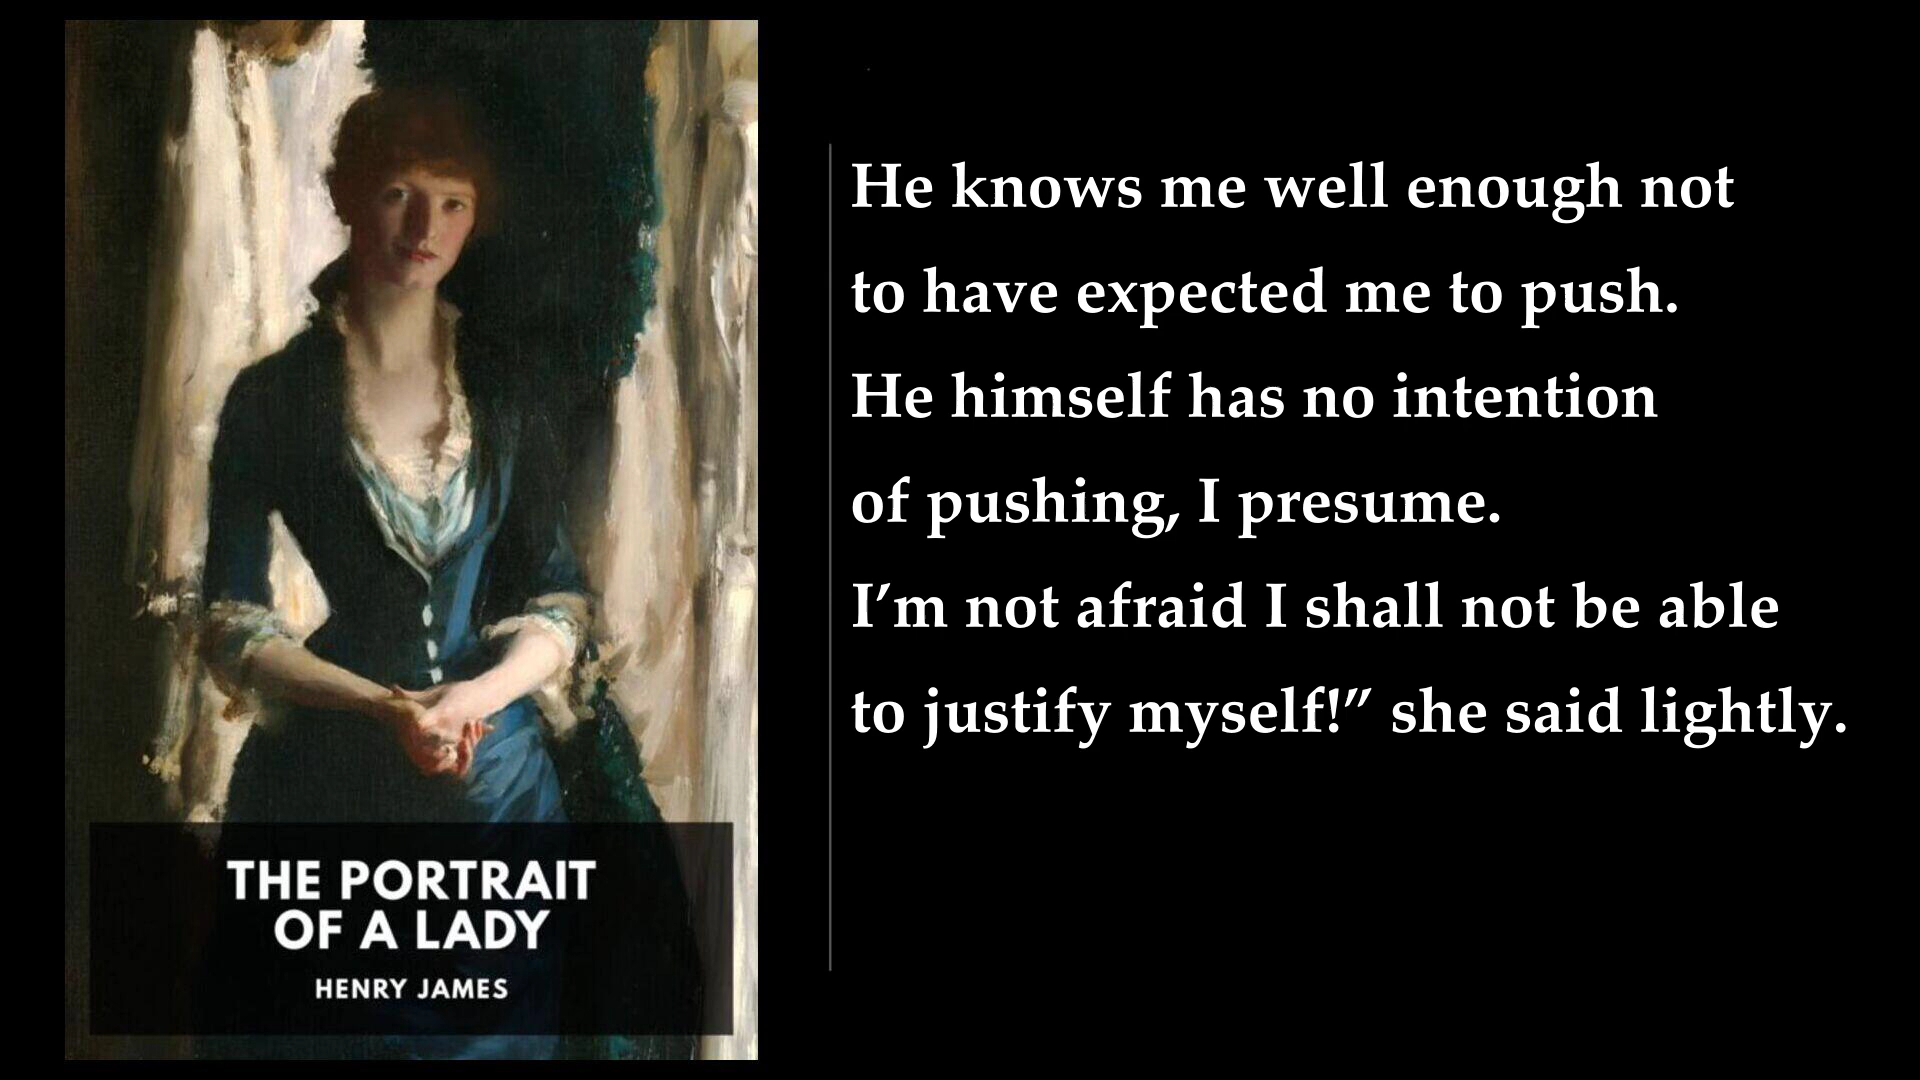 He knows me well enough not
to have expected me to push.
He himself has no intention
of pushing, I presume.
I’m not afraid I shall not be able
to justify myself!” she said lightly.
THE PORTRAIT
OF A LADY
HENRY JAMES